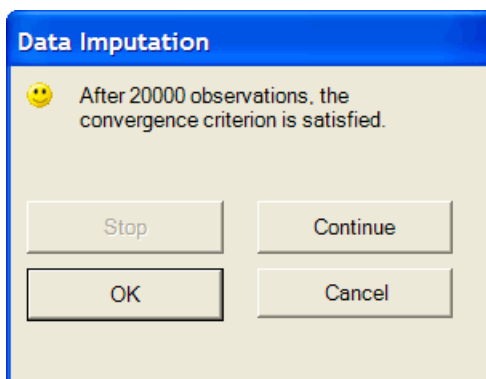 Data Imputation
After 20000 observations, the
convergence criterion is satisfied.
Stop
Continue
OK
Cancel